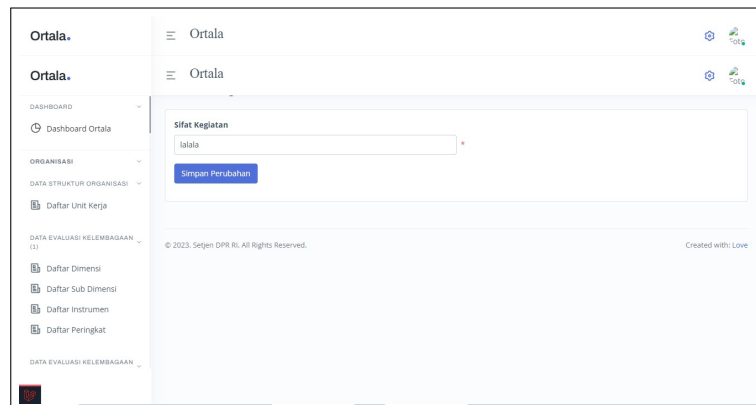 Ortala.
Ortala
Foto
Ortala.
Ortala
Foto
DASHBOARD
Dashboard Ortala
ORGANISASI
DATA STRUKTUR ORGANISASI
Daftar Unit Kerja
DATA EVALUASI KELEMBAGAAN
(1)
Daftar Dimensi
Daftar Sub Dimensi
Daftar Instrumen
Daftar Peringkat
DATA EVALUASI KELEMBAGAAN
Sifat Kegiatan
lalala
*
Simpan Perubahan
© 2023. Setjen DPR RI. All Rights Reserved.
Created with: Love